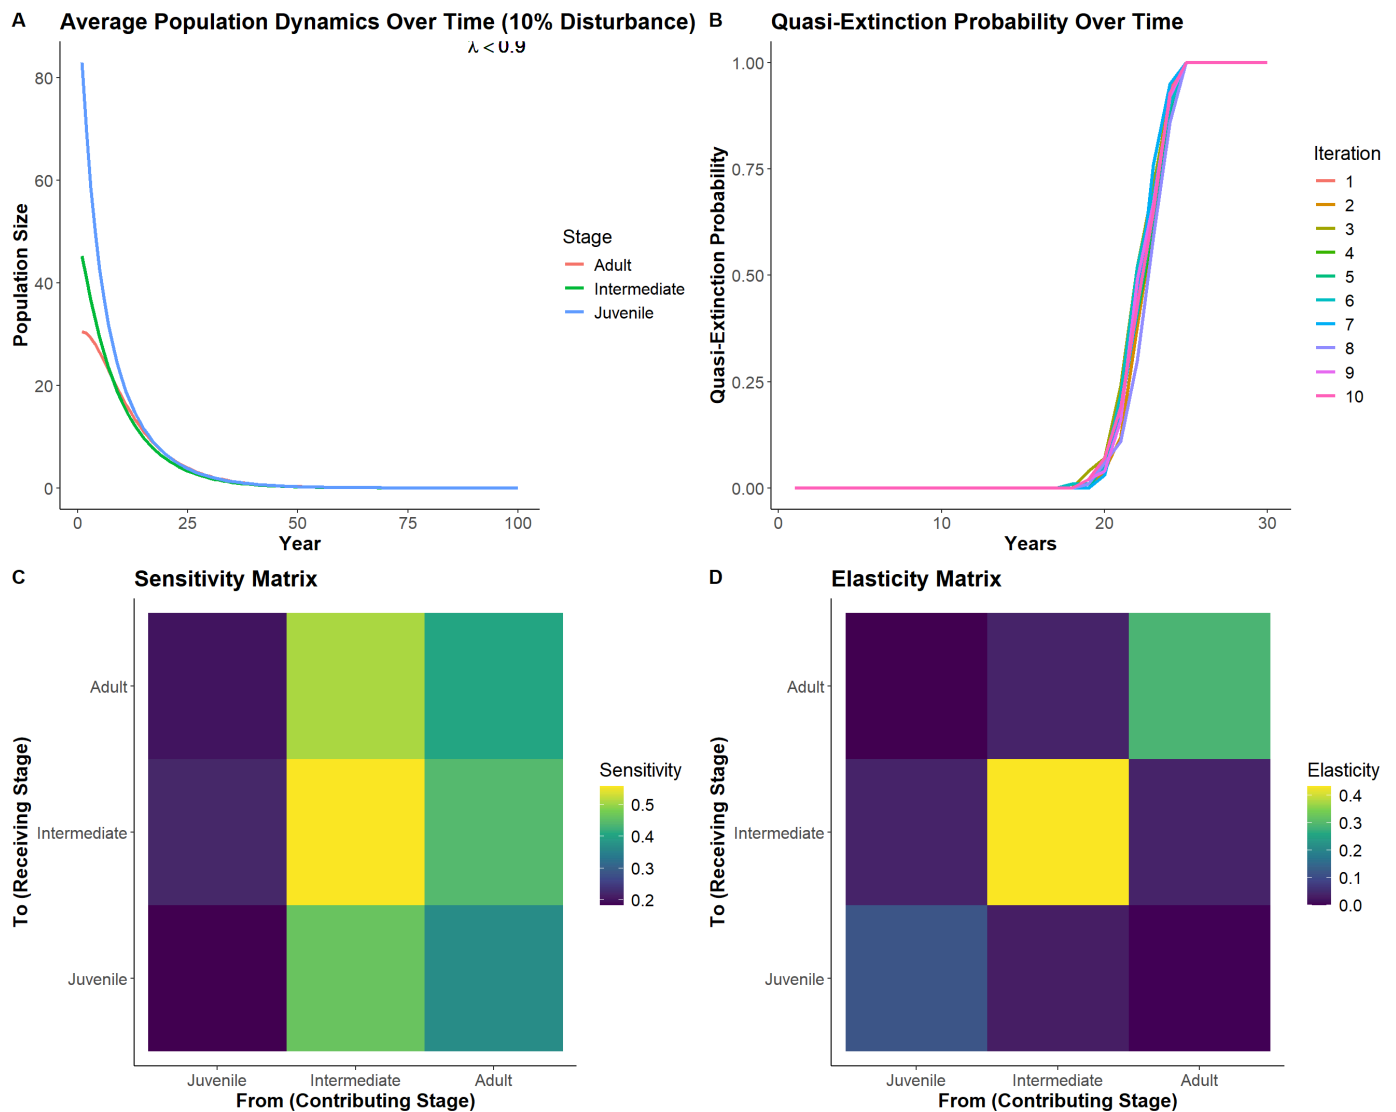 A
Average Population Dynamics Over Time (10% Disturbance)
λ < 0.9
80
60
40
20
0
Population Size
0
25
50
75
100
Year
Stage
Adult
Intermediate
Juvenile
B
Quasi-Extinction Probability Over Time
1.00
0.75
0.50
0.25
0.00
Quasi-Extinction Probability
0
10
20
30
Years
Iteration
1
2
3
4
5
6
7
8
9
10
C
Sensitivity Matrix
To (Receiving Stage)
Adult
Intermediate
Juvenile
Juvenile
Intermediate
Adult
From (Contributing Stage)
Sensitivity
0.5
0.4
0.3
0.2
D
Elasticity Matrix
To (Receiving Stage)
Adult
Intermediate
Juvenile
Juvenile
Intermediate
Adult
From (Contributing Stage)
Elasticity
0.4
0.3
0.2
0.1
0.0